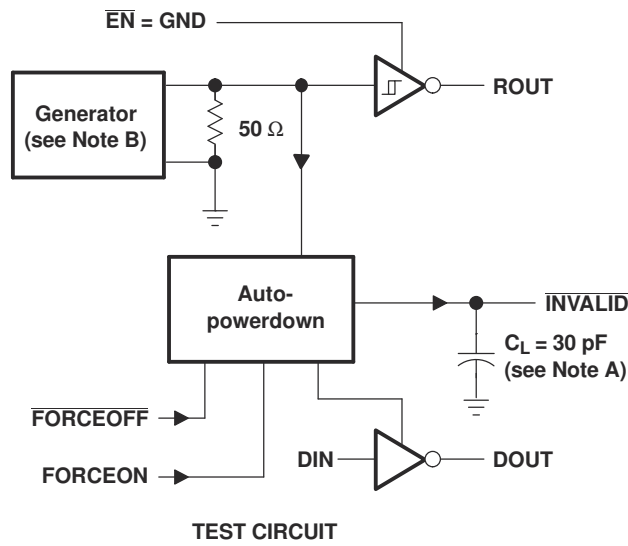 EN = GND
ROUT
Generator
(see Note B)
50 Ω
Auto-
powerdown
INVALID
CL = 30 pF
(see Note A)
FORCEOFF
FORCEON
DIN
DOUT
TEST CIRCUIT